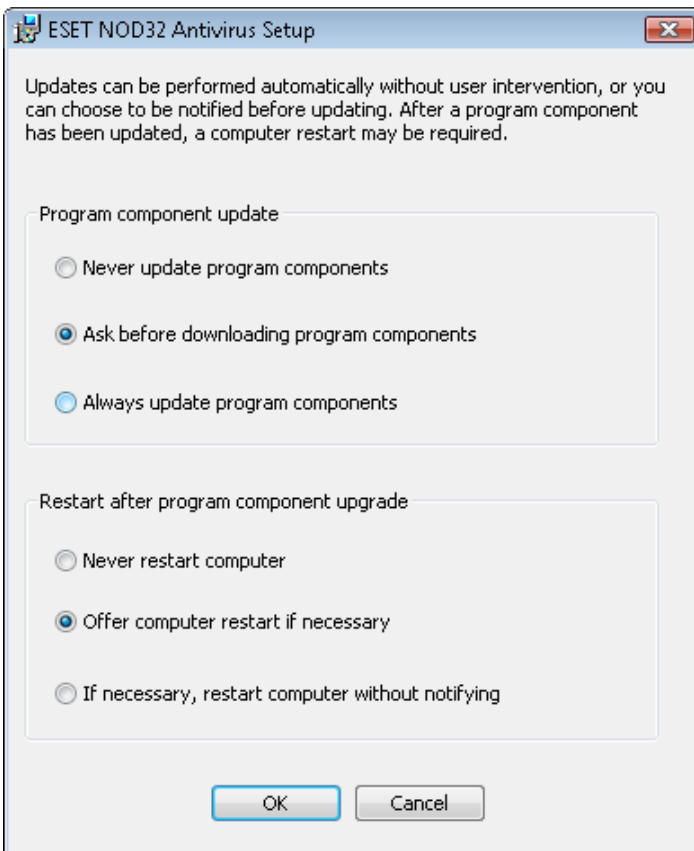 ESET NOD32 Antivirus Setup
Updates can be performed automatically without user intervention, or you
can choose to be notified before updating. After a program component
has been updated, a computer restart may be required.
Program component update
Never update program components
Ask before downloading program components
Always update program components
Restart after program component upgrade
Never restart computer
Offer computer restart if necessary
If necessary, restart computer without notifying
OK Cancel